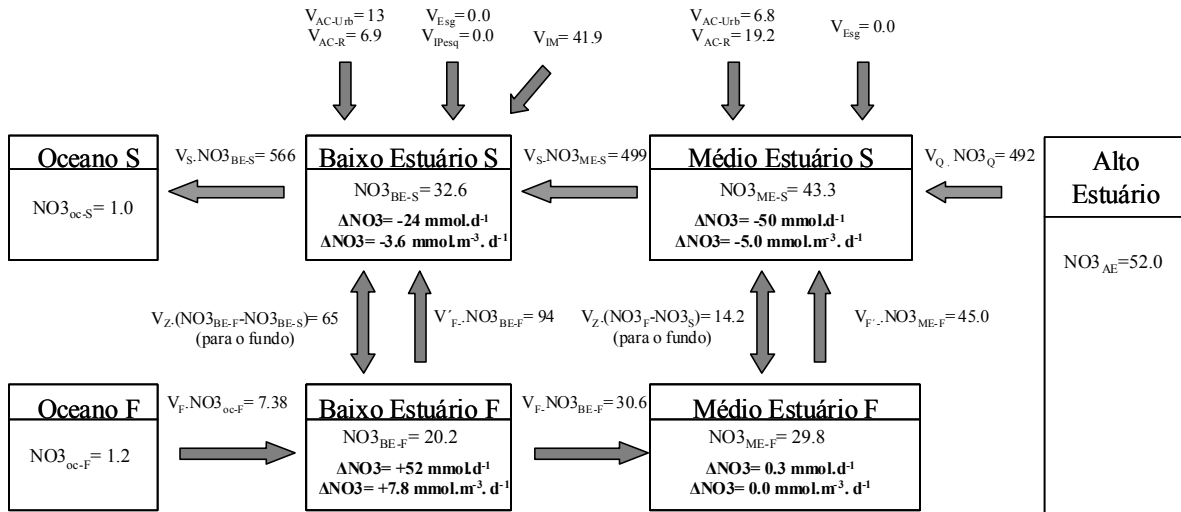 V_AC-Urb = 13
V_AC-R = 6.9
V_Esg = 0.0
V_IPesq = 0.0
V_IM = 41.9
V_AC-Urb = 6.8
V_AC-R = 19.2
V_Esg = 0.0
Oceano S
NO3_oc-S = 1.0
V_S.NO3_BE-S = 566
Baixo Estuário S
NO3_BE-S = 32.6
ΔNO3= -24 mmol.d⁻¹
ΔNO3= -3.6 mmol.m⁻³. d⁻¹
V_S.NO3_ME-S = 499
Médio Estuário S
NO3_ME-S = 43.3
ΔNO3= -50 mmol.d⁻¹
ΔNO3= -5.0 mmol.m⁻³. d⁻¹
V_Q . NO3_Q = 492
Alto
Estuário
NO3_AE=52.0
V_Z.(NO3_BE-F-NO3_BE-S)= 65
(para o fundo)
V´_F-.NO3_BE-F = 94
V_Z.(NO3_F-NO3_S)= 14.2
(para o fundo)
V_F´-.NO3_ME-F = 45.0
Oceano F
NO3_oc-F = 1.2
V_F.NO3_oc-F = 7.38
Baixo Estuário F
NO3_BE-F = 20.2
ΔNO3= +52 mmol.d⁻¹
ΔNO3= +7.8 mmol.m⁻³. d⁻¹
V_F-.NO3_BE-F = 30.6
Médio Estuário F
NO3_ME-F = 29.8
ΔNO3= 0.3 mmol.d⁻¹
ΔNO3= 0.0 mmol.m⁻³. d⁻¹